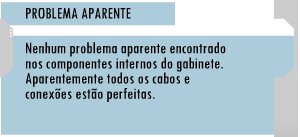 PROBLEMA APARENTE
Nenhum problema aparente encontrado
nos componentes internos do gabinete.
Aparentemente todos os cabos e
conexões estão perfeitas.